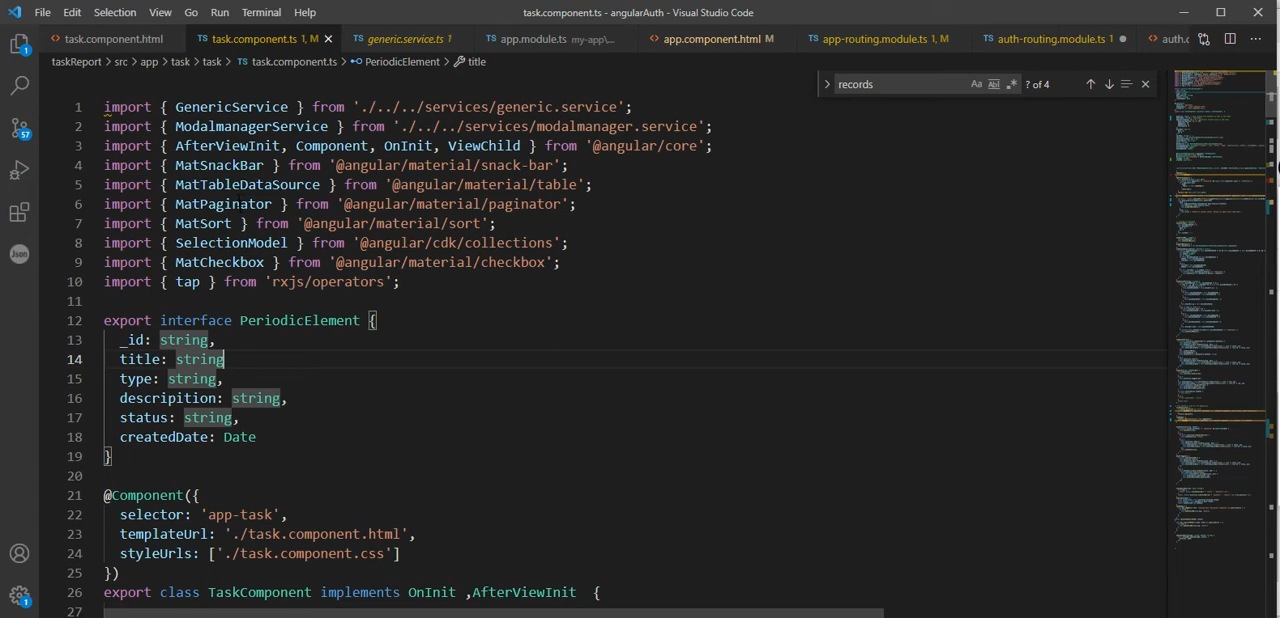 File Edit Selection View Go Run Terminal Help task.component.ts - angularAuth - Visual Studio Code
task.component.html task.component.ts 1, M generic.service.ts 1 app.module.ts my-app\... app.component.html M app-routing.module.ts 1, M auth-routing.module.ts 1 auth.c
taskReport > src > app > task > task > task.component.ts > PeriodicElement > title
records Aa Abl ? of 4
1 import { GenericService } from './../../services/generic.service';
2 import { ModalmanagerService } from './../../services/modalmanager.service';
3 import { AfterViewInit, Component, OnInit, ViewChild } from '@angular/core';
4 import { MatSnackBar } from '@angular/material/snack-bar';
5 import { MatTableDataSource } from '@angular/material/table';
6 import { MatPaginator } from '@angular/material/paginator';
7 import { MatSort } from '@angular/material/sort';
8 import { SelectionModel } from '@angular/cdk/collections';
9 import { MatCheckbox } from '@angular/material/checkbox';
10 import { tap } from 'rxjs/operators';
11
12 export interface PeriodicElement {
13 _id: string,
14 title: string
15 type: string,
16 descripition: string,
17 status: string,
18 createdDate: Date
19 }
20
21 @Component({
22 selector: 'app-task',
23 templateUrl: './task.component.html',
24 styleUrls: ['./task.component.css']
25 })
26 export class TaskComponent implements OnInit ,AfterViewInit {
27
1
57
Json
1